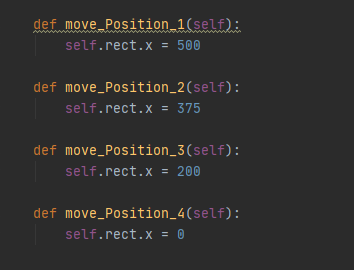 def move_Position_1(self):
    self.rect.x = 500
def move_Position_2(self):
    self.rect.x = 375
def move_Position_3(self):
    self.rect.x = 200
def move_Position_4(self):
    self.rect.x = 0